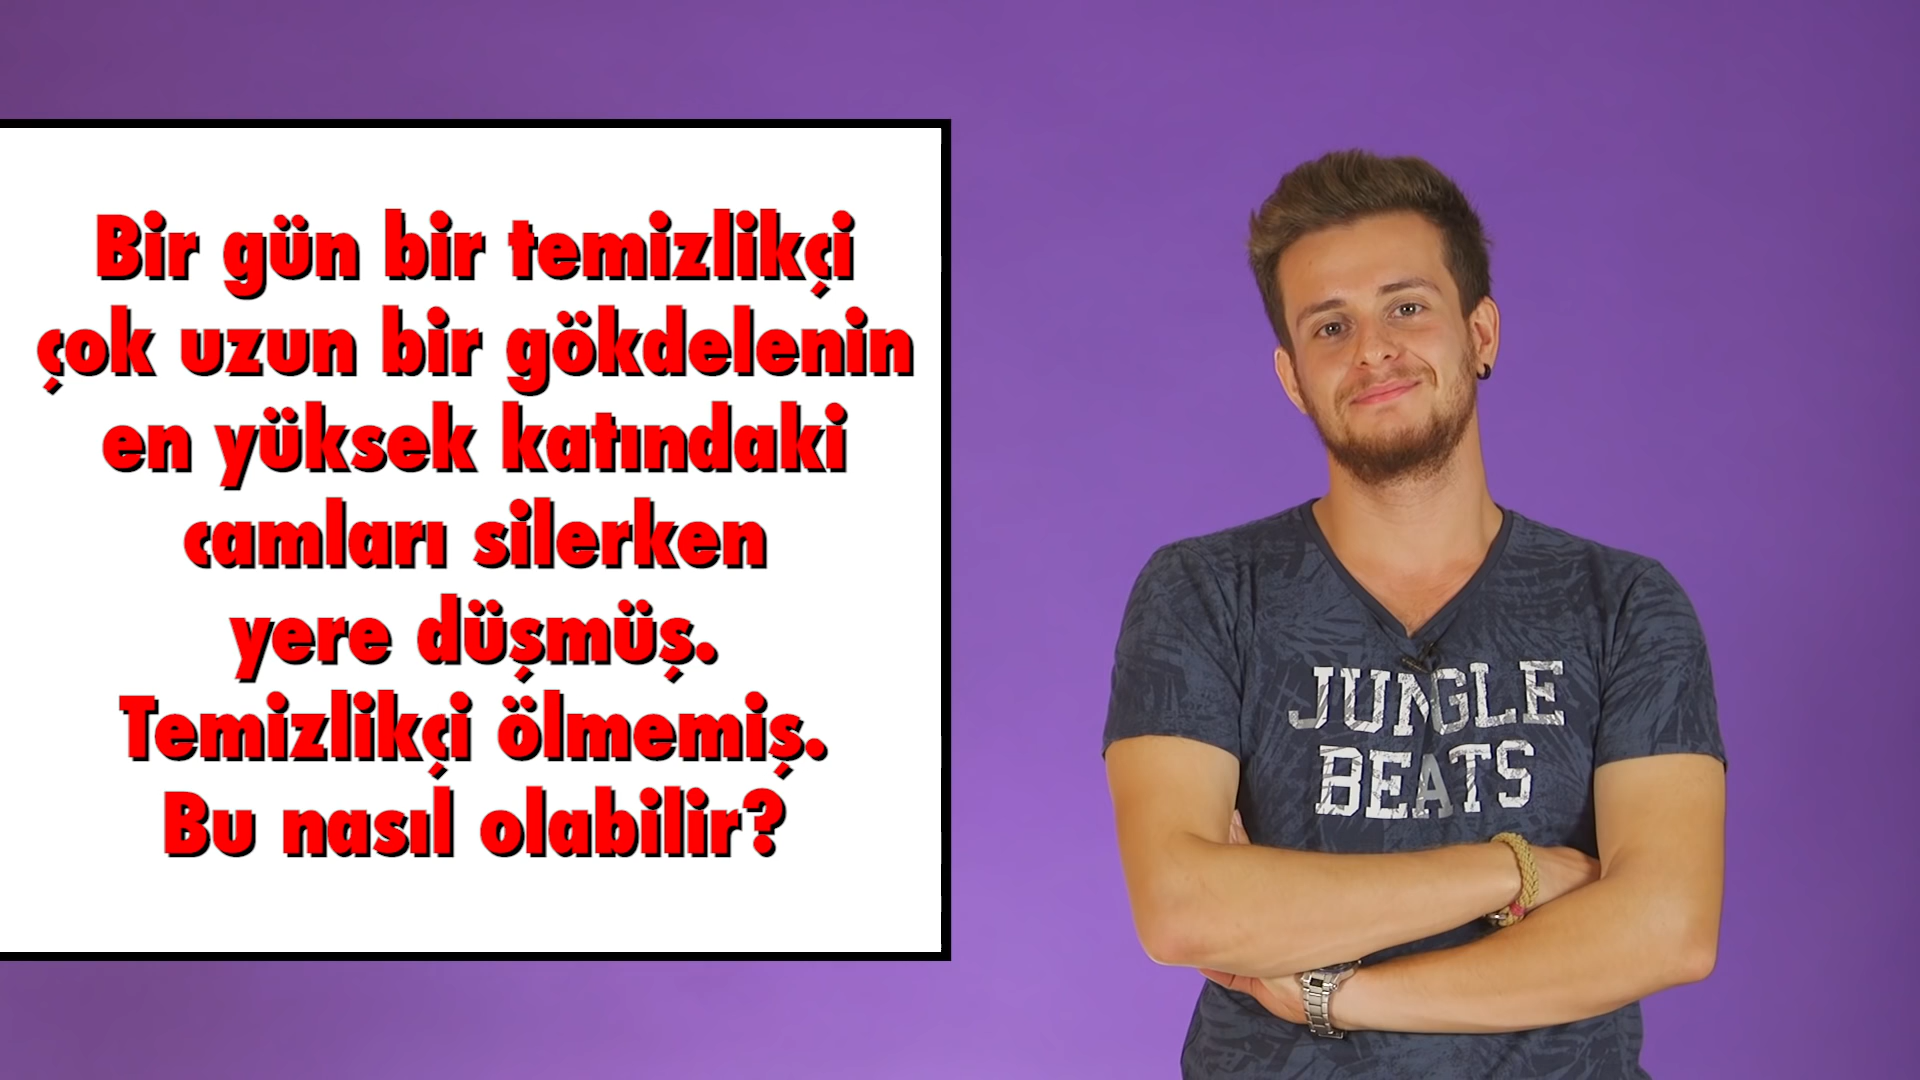 Bir gün bir temizlikçi
çok uzun bir gökdelenin
en yüksek katındaki
camları silerken
yere düşmüş.
Temizlikçi ölmemiş.
Bu nasıl olabilir?
JUNGLE
BEATS